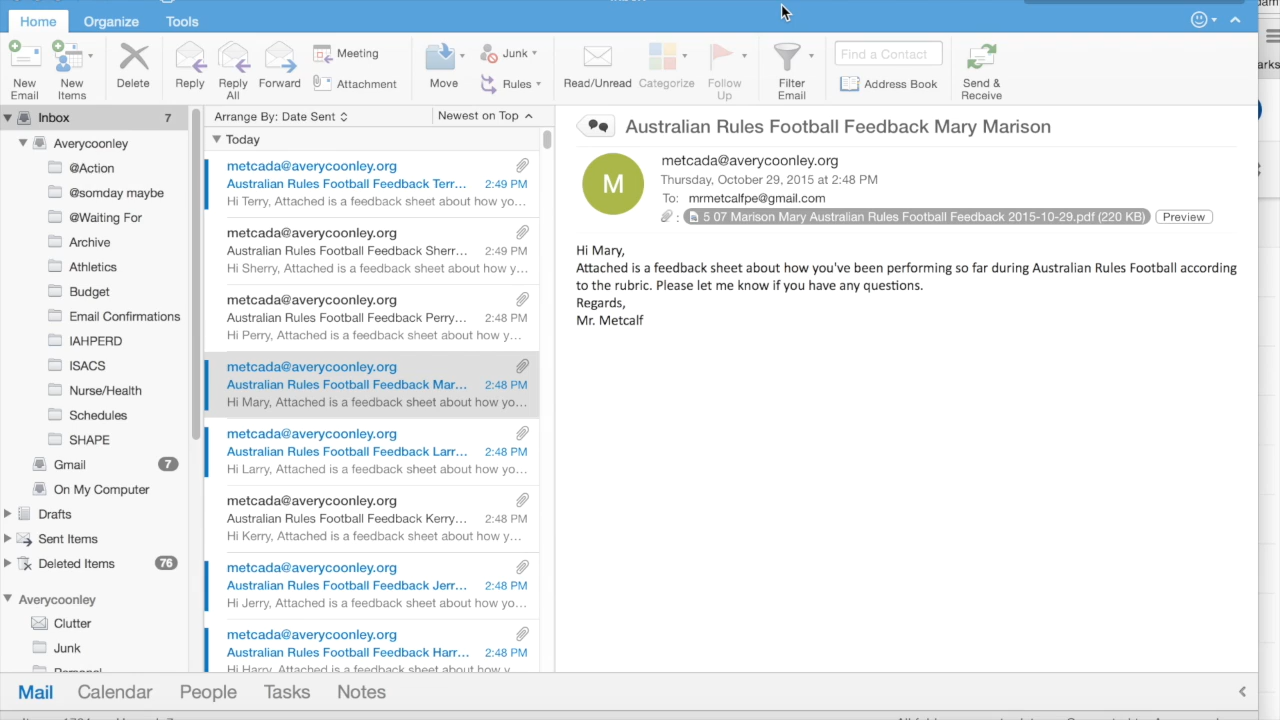 Home Organize Tools
New Email
New Items
Delete
Reply
Reply All
Forward
Meeting
Attachment
Move
Junk
Rules
Read/Unread
Categorize
Follow Up
Filter Email
Find a Contact
Address Book
Send & Receive
Inbox 7
Averycoonley
@Action
@somday maybe
@Waiting For
Archive
Athletics
Budget
Email Confirmations
IAHPERD
ISACS
Nurse/Health
Schedules
SHAPE
Gmail 7
On My Computer
Drafts
Sent Items
Deleted Items 76
Averycoonley
Clutter
Junk
Personal
Arrange By: Date Sent Newest on Top
Today
metcada@averycoonley.org
Australian Rules Football Feedback Terr... 2:49 PM
Hi Terry, Attached is a feedback sheet about how yo...
metcada@averycoonley.org
Australian Rules Football Feedback Sherr... 2:49 PM
Hi Sherry, Attached is a feedback sheet about how y...
metcada@averycoonley.org
Australian Rules Football Feedback Perry... 2:48 PM
Hi Perry, Attached is a feedback sheet about how y...
metcada@averycoonley.org
Australian Rules Football Feedback Mar... 2:48 PM
Hi Mary, Attached is a feedback sheet about how yo...
metcada@averycoonley.org
Australian Rules Football Feedback Larr... 2:48 PM
Hi Larry, Attached is a feedback sheet about how yo...
metcada@averycoonley.org
Australian Rules Football Feedback Kerry... 2:48 PM
Hi Kerry, Attached is a feedback sheet about how y...
metcada@averycoonley.org
Australian Rules Football Feedback Jerr... 2:48 PM
Hi Jerry, Attached is a feedback sheet about how yo...
metcada@averycoonley.org
Australian Rules Football Feedback Harr... 2:48 PM
Hi Harry, Attached is a feedback sheet about how y
Australian Rules Football Feedback Mary Marison
M
metcada@averycoonley.org
Thursday, October 29, 2015 at 2:48 PM
To: mrmetcalfpe@gmail.com
: 5 07 Marison Mary Australian Rules Football Feedback 2015-10-29.pdf (220 KB) Preview
Hi Mary,
Attached is a feedback sheet about how you've been performing so far during Australian Rules Football according
to the rubric. Please let me know if you have any questions.
Regards,
Mr. Metcalf
Mail Calendar People Tasks Notes